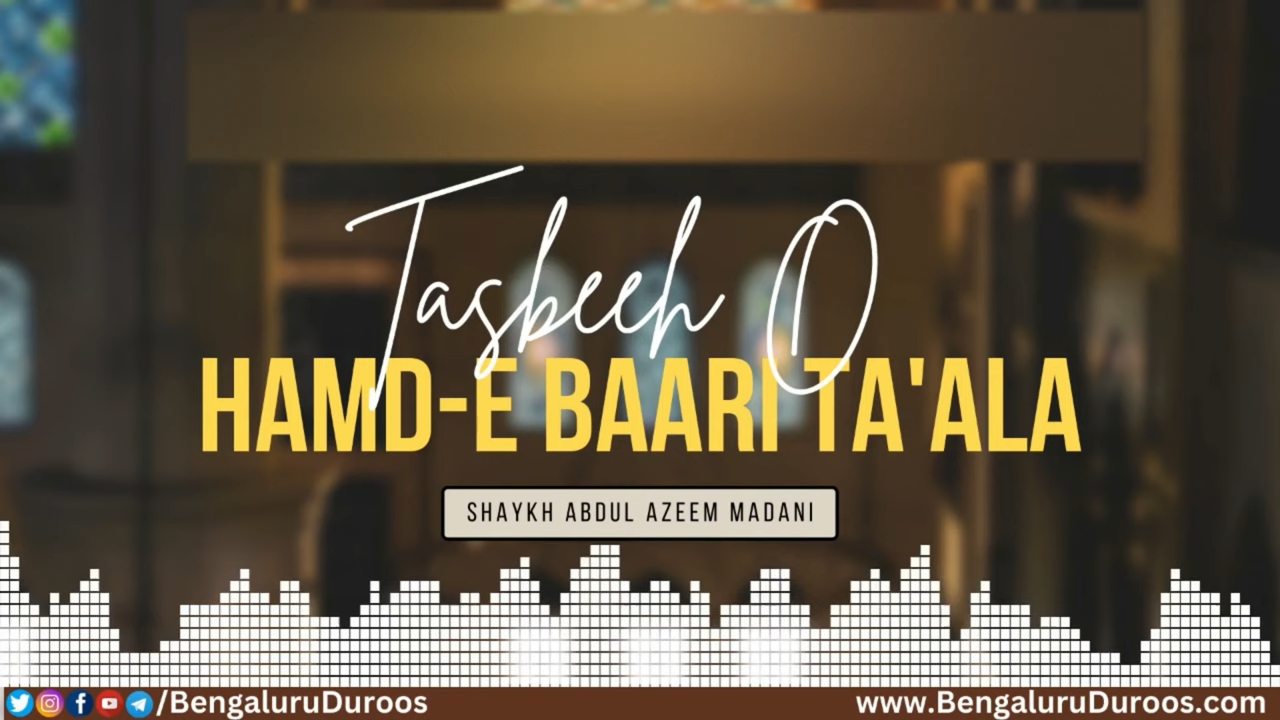 Tasbeeh O
HAMD-E BAARI TA'ALA
SHAYKH ABDUL AZEEM MADANI
/BengaluruDuroos
www.BengaluruDuroos.com